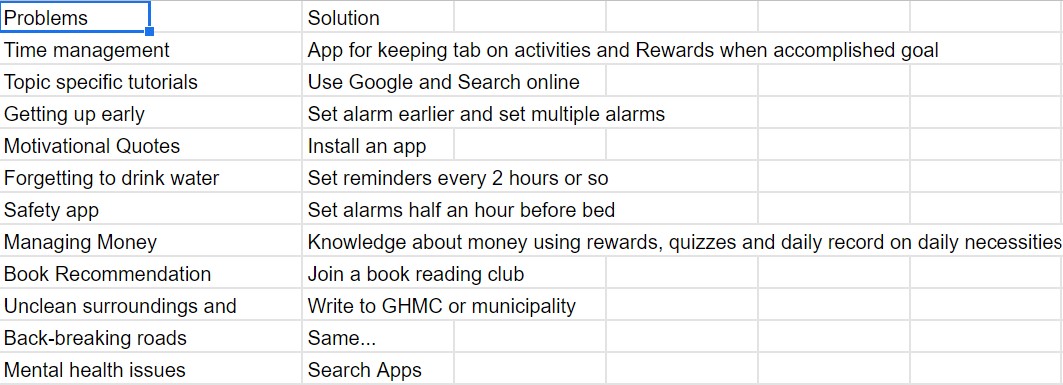 Problems Solution
Time management App for keeping tab on activities and Rewards when accomplished goal
Topic specific tutorials Use Google and Search online
Getting up early Set alarm earlier and set multiple alarms
Motivational Quotes Install an app
Forgetting to drink water Set reminders every 2 hours or so
Safety app Set alarms half an hour before bed
Managing Money Knowledge about money using rewards, quizzes and daily record on daily necessities
Book Recommendation Join a book reading club
Unclean surroundings and Write to GHMC or municipality
Back-breaking roads Same...
Mental health issues Search Apps